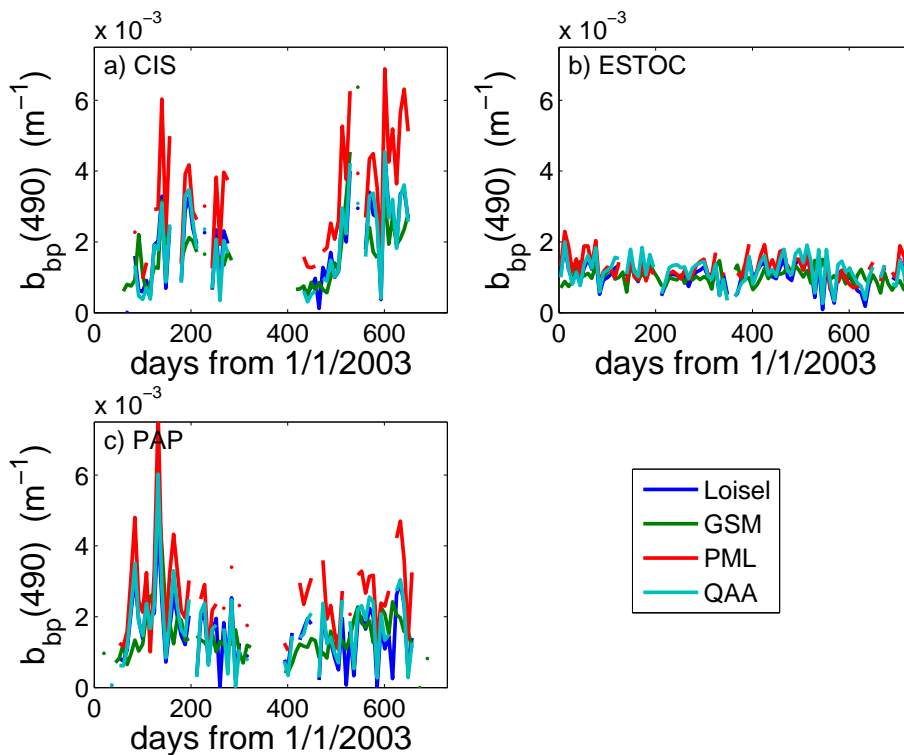 x 10⁻³
a) CIS
6
4
2
0
b_bp(490) (m⁻¹)
0 200 400 600
days from 1/1/2003
x 10⁻³
b) ESTOC
6
4
2
0
b_bp(490) (m⁻¹)
0 200 400 600
days from 1/1/2003
x 10⁻³
c) PAP
6
4
2
0
b_bp(490) (m⁻¹)
0 200 400 600
days from 1/1/2003
Loisel
GSM
PML
QAA